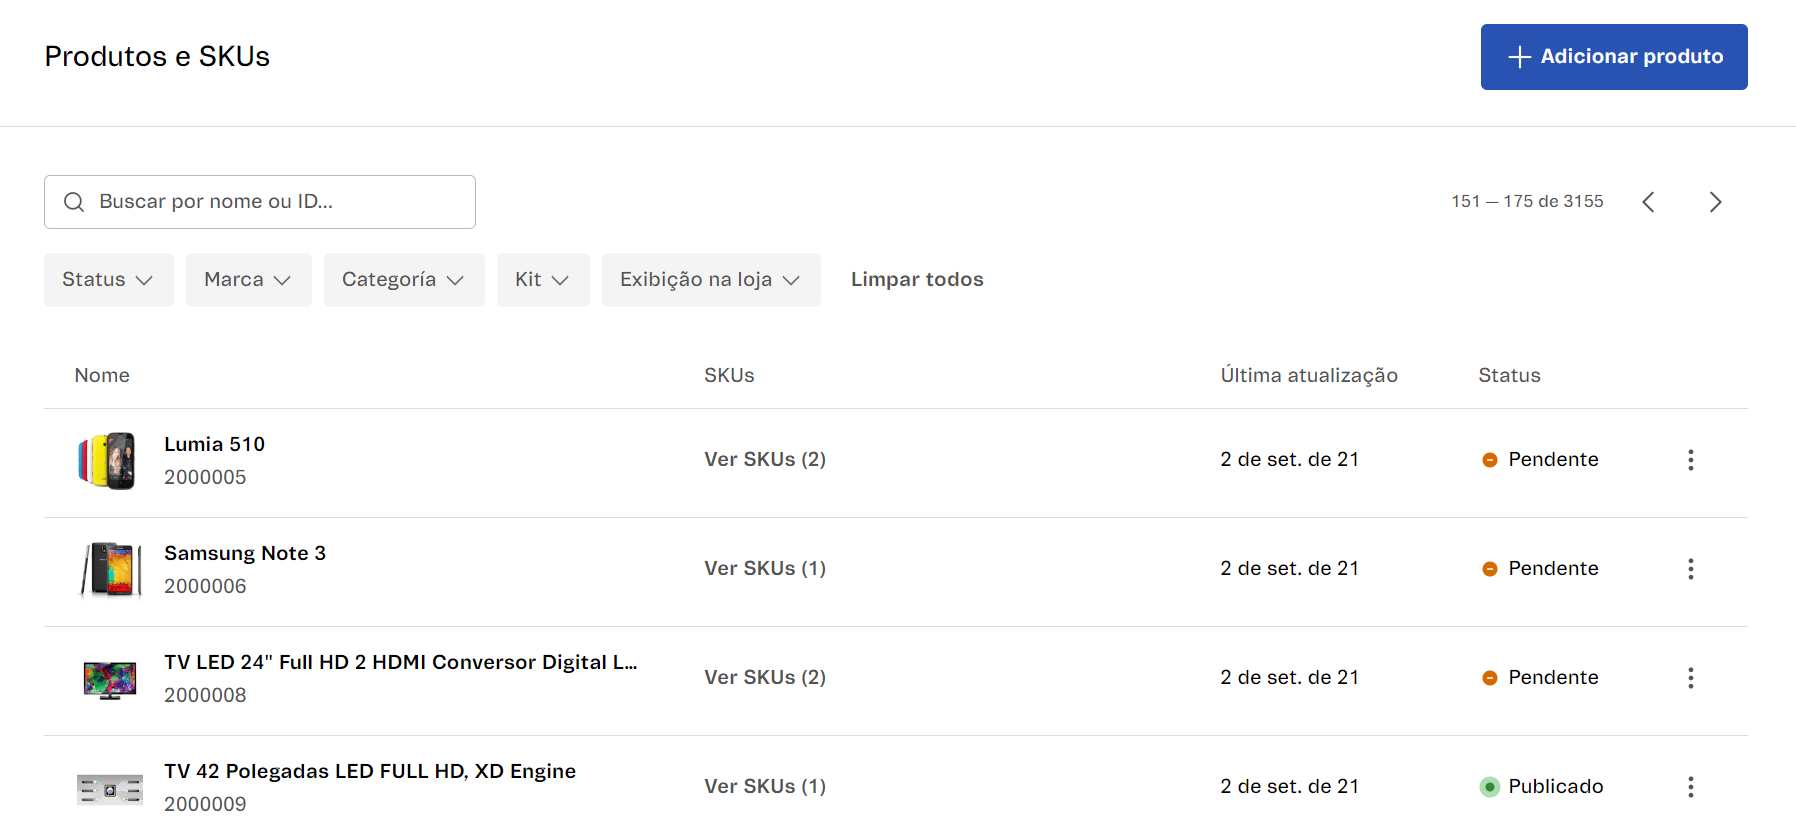 Produtos e SKUs
Adicionar produto
Buscar por nome ou ID...
151 — 175 de 3155
Status
Marca
Categoría
Kit
Exibição na loja
Limpar todos
Nome
SKUs
Última atualização
Status
Lumia 510
2000005
Ver SKUs (2)
2 de set. de 21
Pendente
Samsung Note 3
2000006
Ver SKUs (1)
2 de set. de 21
Pendente
TV LED 24" Full HD 2 HDMI Conversor Digital L...
2000008
Ver SKUs (2)
2 de set. de 21
Pendente
TV 42 Polegadas LED FULL HD, XD Engine
2000009
Ver SKUs (1)
2 de set. de 21
Publicado